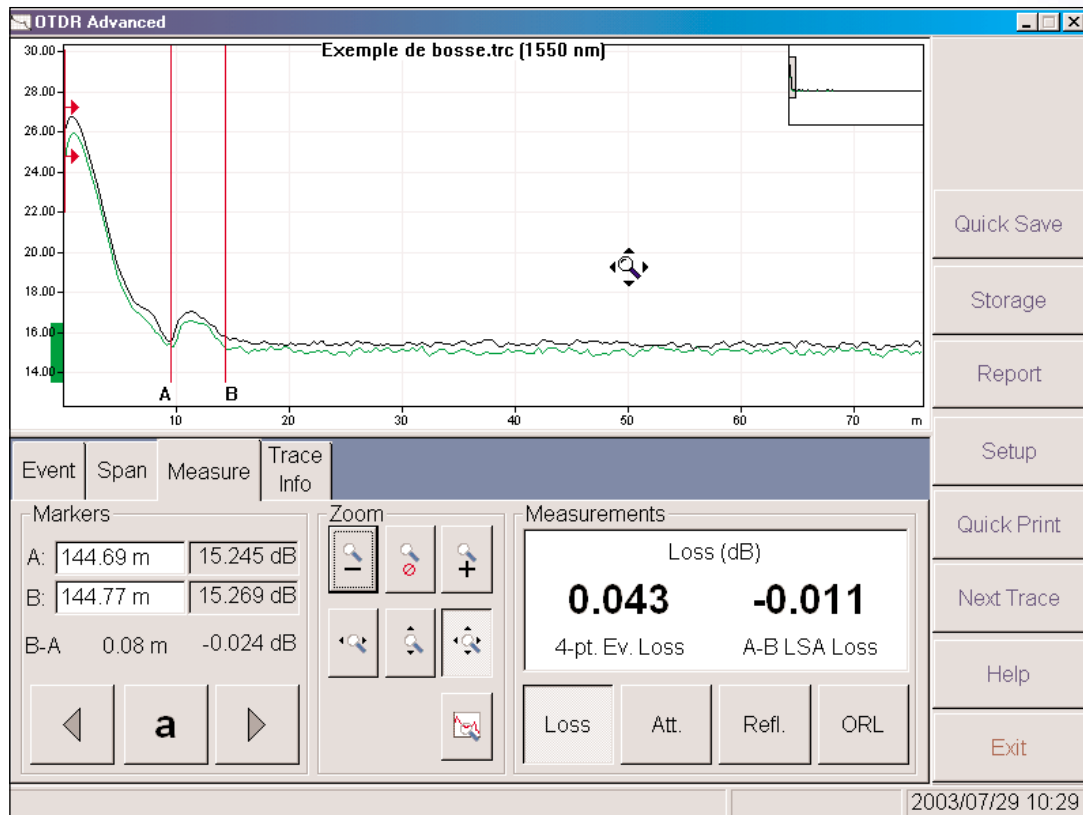 OTDR Advanced
Exemple de bosse.trc (1550 nm)
30.00
28.00
26.00
24.00
22.00
20.00
18.00
16.00
14.00
A B
10 20 30 40 50 60 70 m
Quick Save
Storage
Report
Setup
Quick Print
Next Trace
Help
Exit
Event Span Measure Trace Info
Markers
A: 144.69 m 15.245 dB
B: 144.77 m 15.269 dB
B-A 0.08 m -0.024 dB
a
Zoom
Measurements
Loss (dB)
0.043 -0.011
4-pt. Ev. Loss A-B LSA Loss
Loss Att. Refl. ORL
2003/07/29 10:29